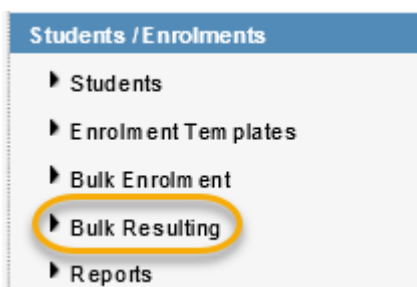 Students / Enrolments
Students
Enrolment Templates
Bulk Enrolment
Bulk Resulting
Reports